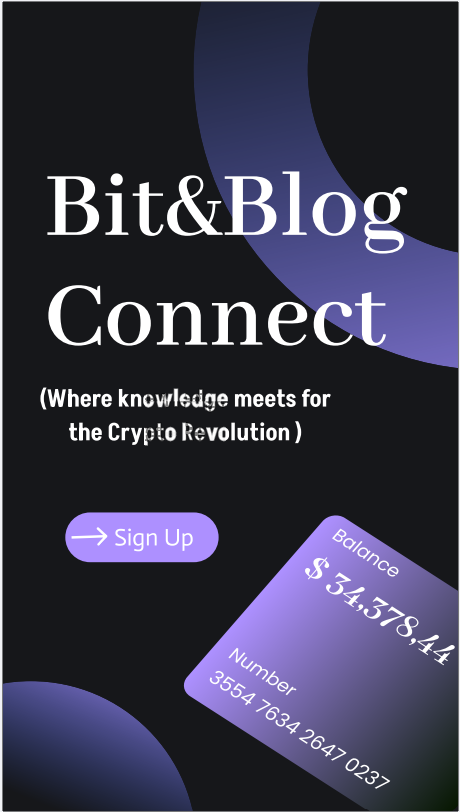 Bit&Blog
Connect
(Where knowledge meets for
the Crypto Revolution )
Sign Up
Balance
$ 34,378,44
Number
3554 7634 2647 0237